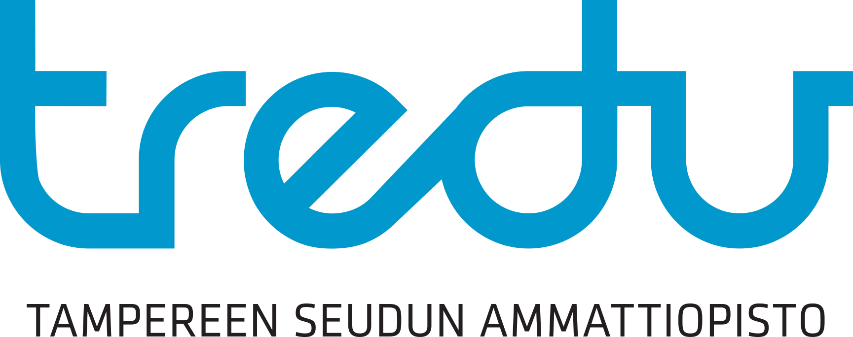 tredu
TAMPEREEN SEUDUN AMMATTIOPISTO